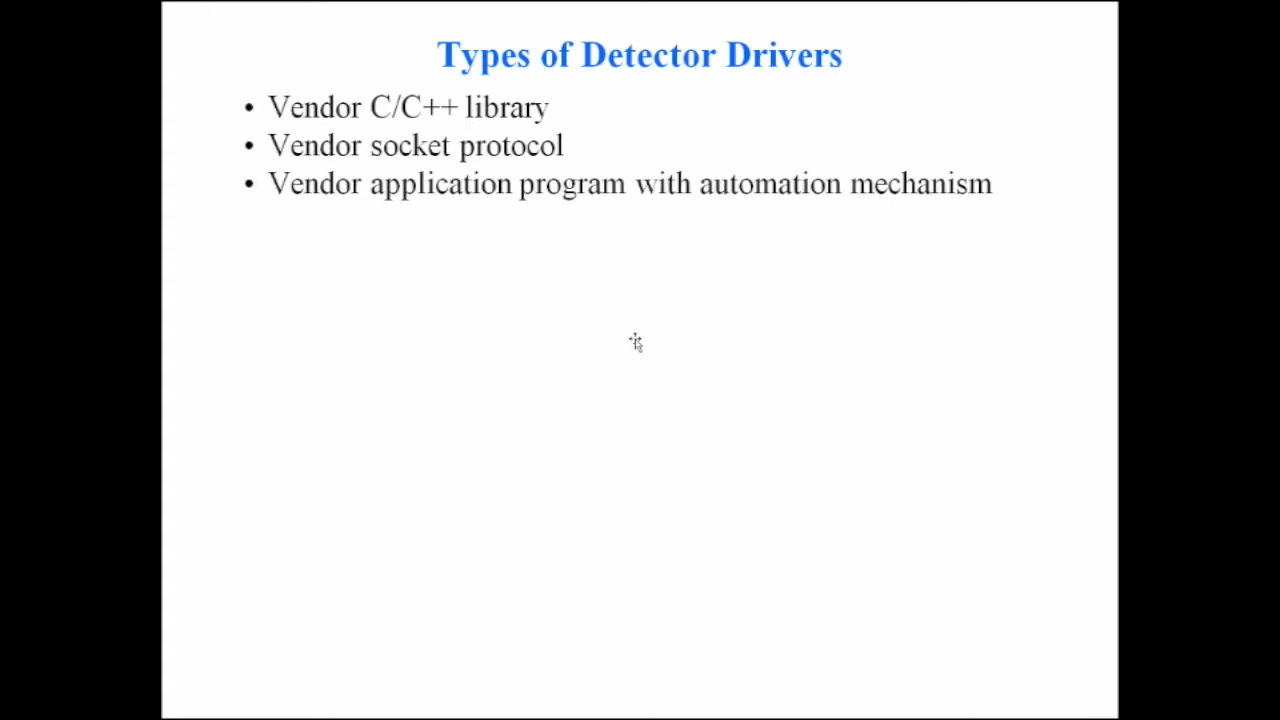 Types of Detector Drivers
• Vendor C/C++ library
• Vendor socket protocol
• Vendor application program with automation mechanism